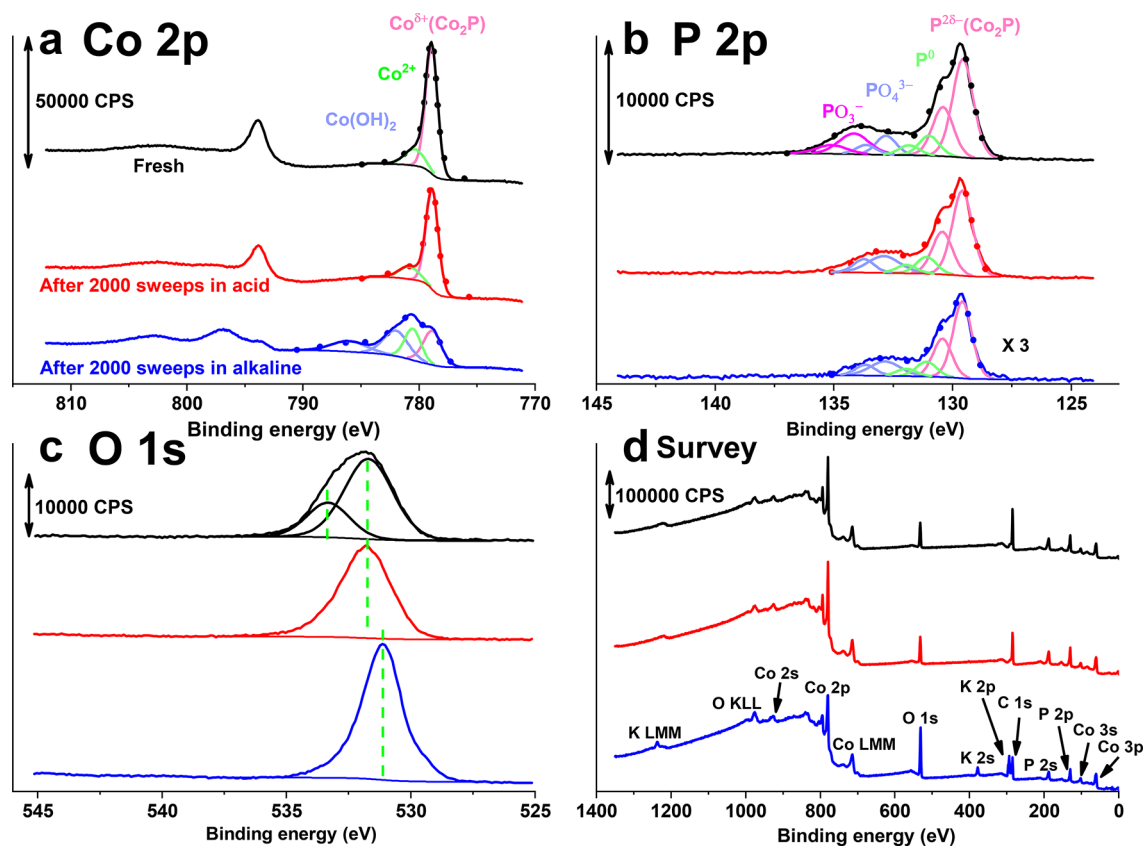 a Co 2p
Coδ+(Co2P)
Co2+
50000 CPS
Co(OH)2
Fresh
After 2000 sweeps in acid
After 2000 sweeps in alkaline
810 800 790 780 770
Binding energy (eV)
b P 2p
P2δ−(Co2P)
P0
10000 CPS
PO43−
PO3−
X 3
145 140 135 130 125
Binding energy (eV)
c O 1s
10000 CPS
545 540 535 530 525
Binding energy (eV)
d Survey
100000 CPS
Co 2s
Co 2p
O KLL
K 2p
C 1s
O 1s
P 2p
K LMM
Co 3s
Co LMM
Co 3p
K 2s
P 2s
1400 1200 1000 800 600 400 200 0
Binding energy (eV)